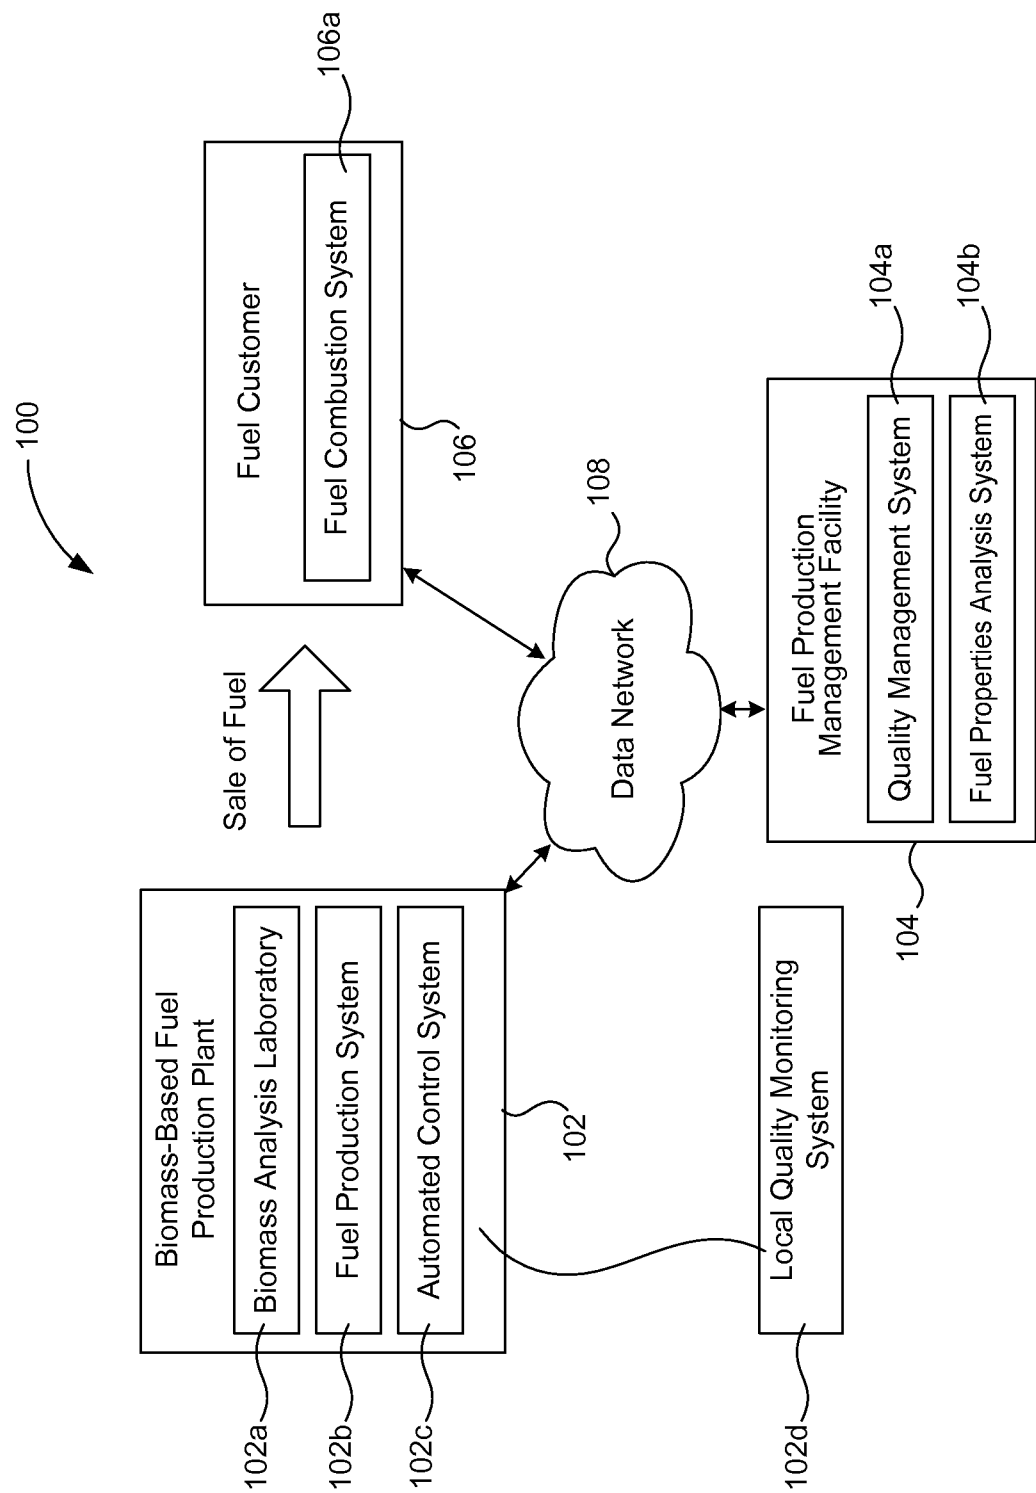 100
Biomass-Based Fuel
Production Plant
102a
Biomass Analysis Laboratory
102b
Fuel Production System
102c
Automated Control System
102
Sale of Fuel
Fuel Customer
Fuel Combustion System
106a
106
Data Network
108
102d
Local Quality Monitoring
System
104
Fuel Production
Management Facility
Quality Management System
104a
Fuel Properties Analysis System
104b